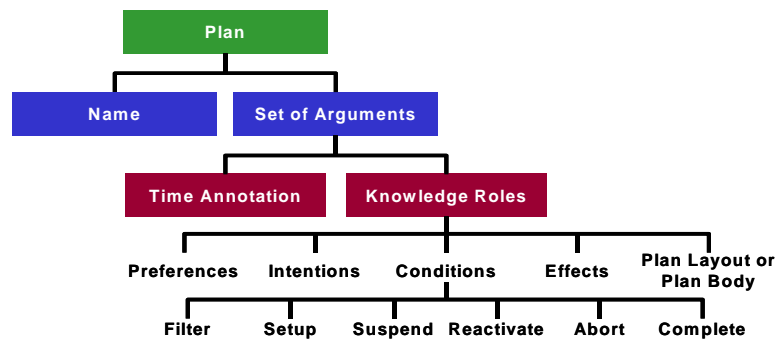 Plan
Name
Set of Arguments
Time Annotation
Knowledge Roles
Preferences
Intentions
Conditions
Effects
Plan Layout or
Plan Body
Filter
Setup
Suspend
Reactivate
Abort
Complete